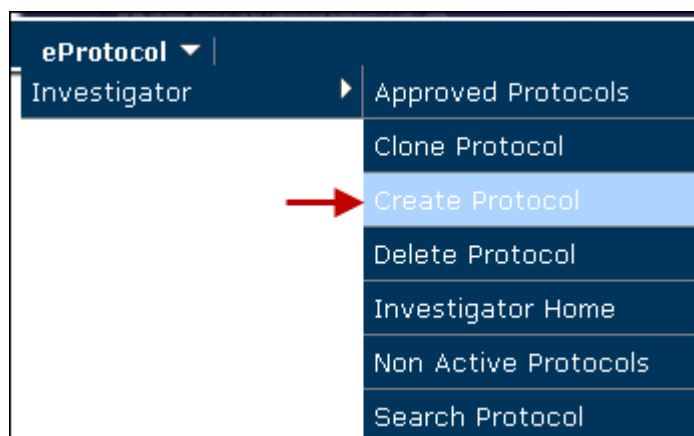 eProtocol
Investigator
Approved Protocols
Clone Protocol
Create Protocol
Delete Protocol
Investigator Home
Non Active Protocols
Search Protocol